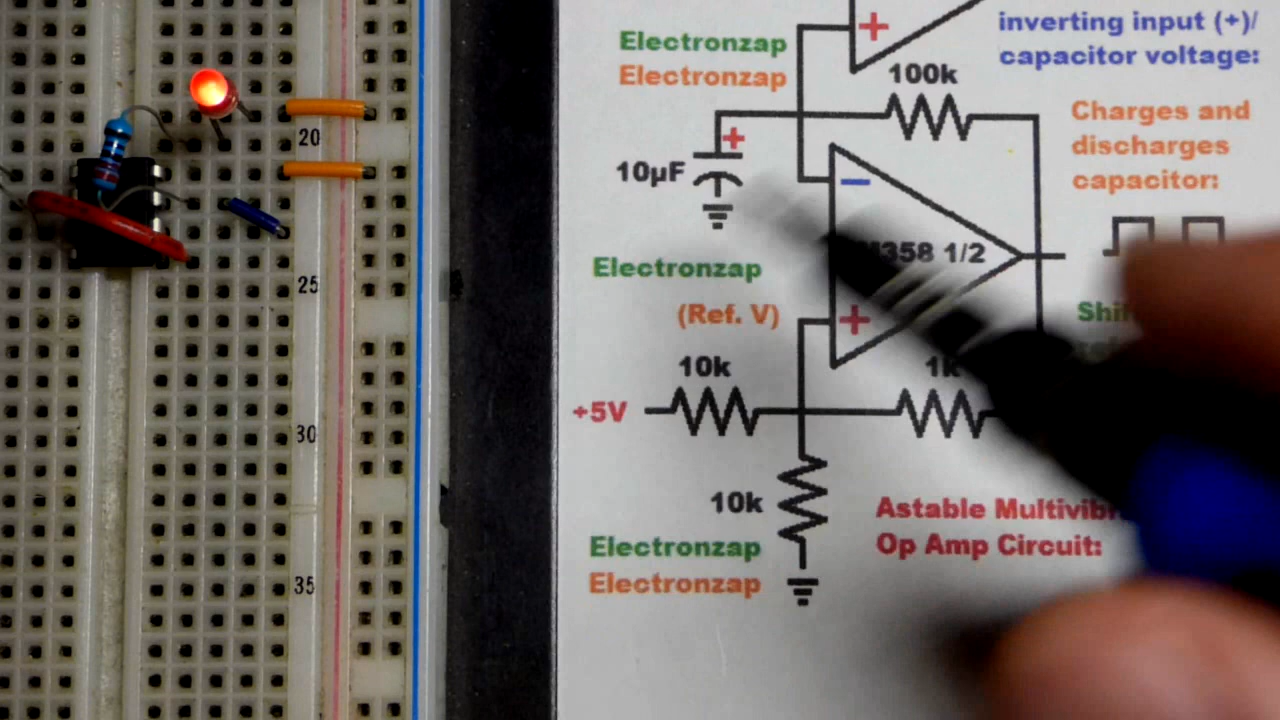 inverting input (+)/
capacitor voltage:
Electronzap
Electronzap
+
100k
Charges and
discharges
capacitor:
+
10µF
−
358 1/2
Electronzap
(Ref. V)
+
10k
+5V
10k
Astable
Op Amp Circuit:
Electronzap
Electronzap
20
25
30
35